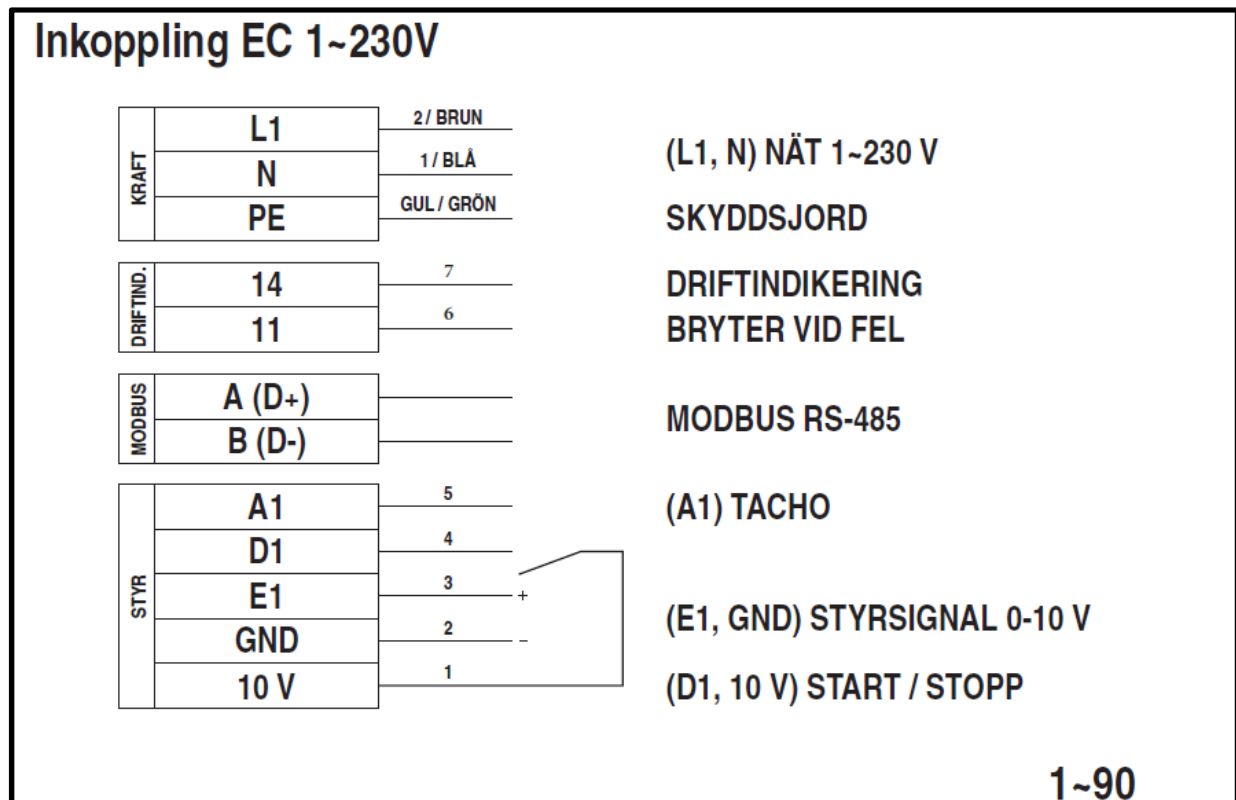 Inkoppling EC 1~230V
KRAFT
L1 2 / BRUN
N 1 / BLÅ
PE GUL / GRÖN
(L1, N) NÄT 1~230 V
SKYDDSJORD
DRIFTIND.
14 7
11 6
DRIFTINDIKERING
BRYTER VID FEL
MODBUS
A (D+)
B (D-)
MODBUS RS-485
STYR
A1 5
D1 4
E1 3 +
GND 2 –
10 V 1
(A1) TACHO
(E1, GND) STYRSIGNAL 0-10 V
(D1, 10 V) START / STOPP
1~90